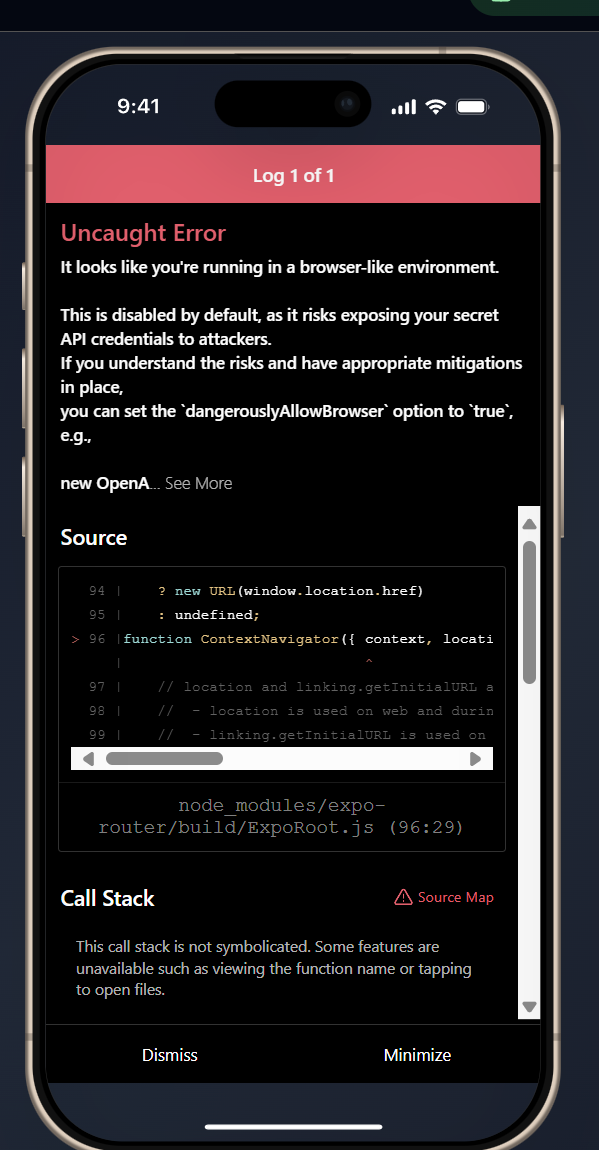 9:41
Log 1 of 1
Uncaught Error
It looks like you're running in a browser-like environment.
This is disabled by default, as it risks exposing your secret
API credentials to attackers.
If you understand the risks and have appropriate mitigations
in place,
you can set the `dangerouslyAllowBrowser` option to `true`,
e.g.,
new OpenA... See More
Source
94 |     ? new URL(window.location.href)
95 |     : undefined;
> 96 |function ContextNavigator({ context, locati
|                               ^
97 |     // location and linking.getInitialURL a
98 |     //  - location is used on web and durin
99 |     //  - linking.getInitialURL is used on
node_modules/expo-
router/build/ExpoRoot.js (96:29)
Call Stack
Source Map
This call stack is not symbolicated. Some features are
unavailable such as viewing the function name or tapping
to open files.
Dismiss
Minimize